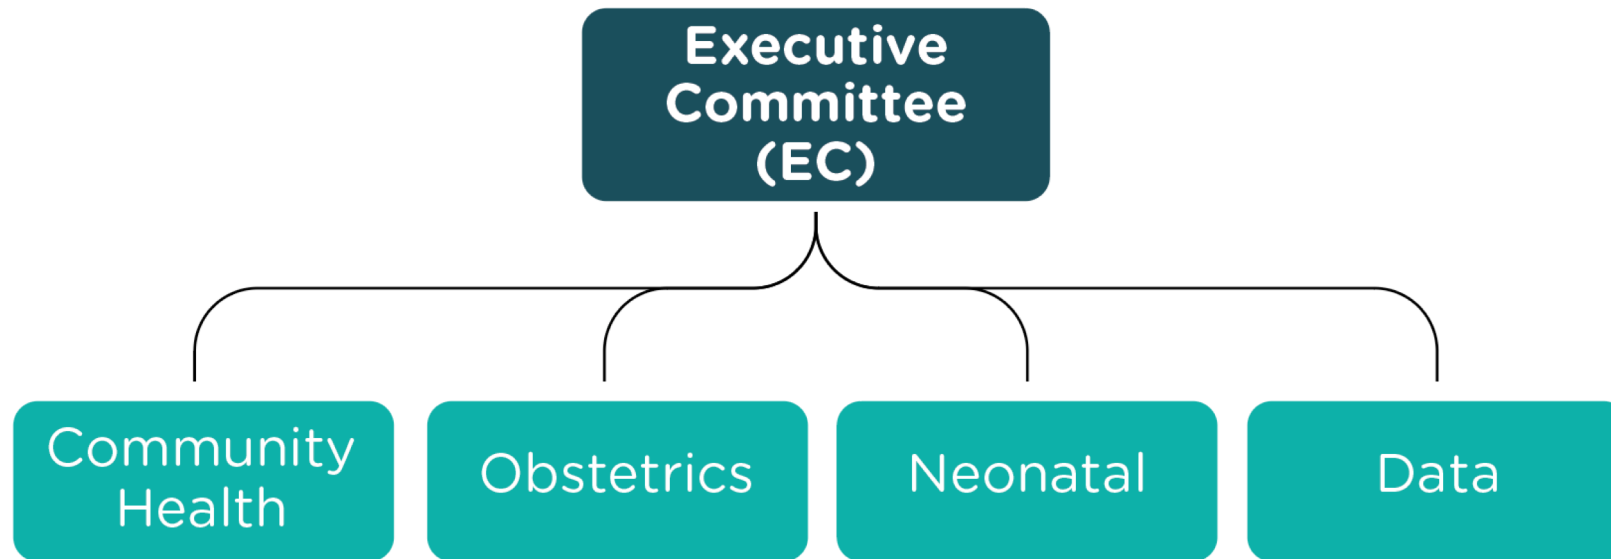 Executive
Committee
(EC)
Community
Health
Obstetrics
Neonatal
Data